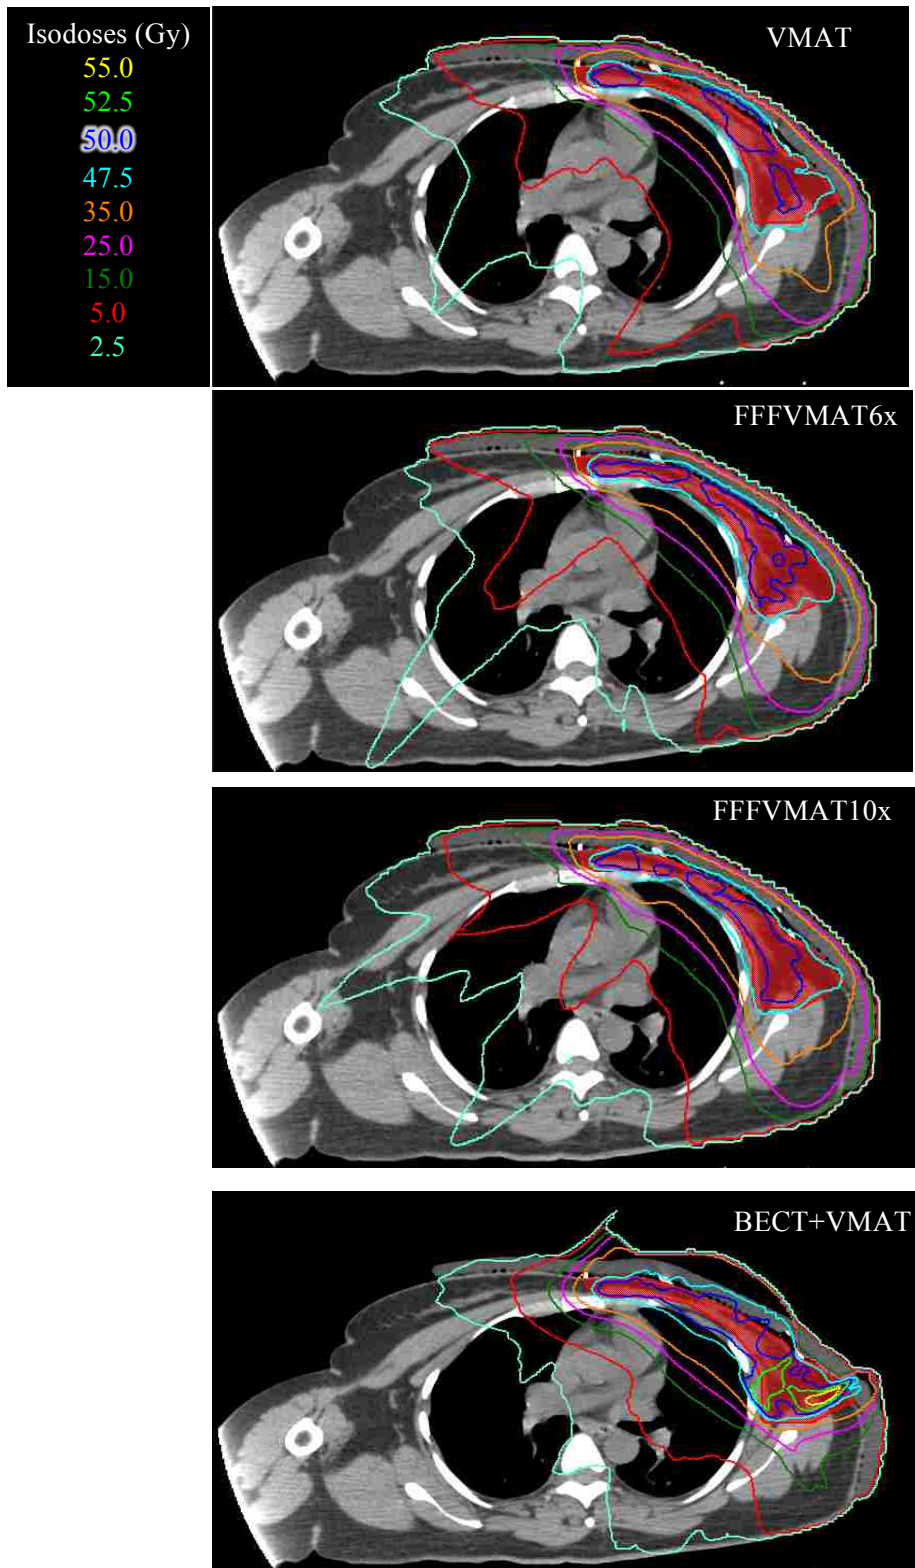 Isodoses (Gy)
55.0
52.5
50.0
47.5
35.0
25.0
15.0
5.0
2.5
VMAT
FFFVMAT6x
FFFVMAT10x
BECT+VMAT